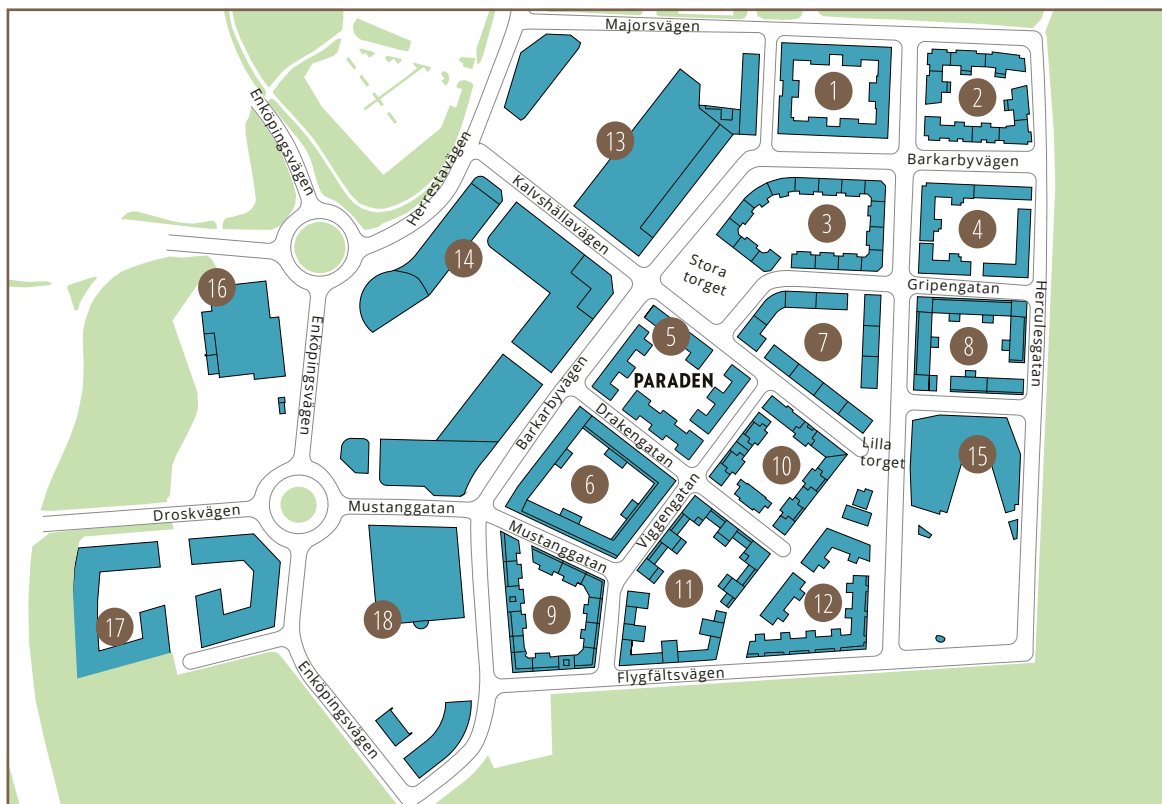 Majorsvägen
1
2
Enköpingsvägen
13
Herrestavägen
Barkarbyvägen
Kalvshällavägen
3
4
14
Stora
torget
16
Gripengatan
Herculesgatan
Enköpingsvägen
5
7
8
PARADEN
Barkarbyvägen
Drakengatan
Lilla
torget
10
15
6
Viggengatan
Droskvägen
Mustanggatan
Mustanggatan
11
12
9
17
18
Flygfältsvägen
Enköpingsvägen